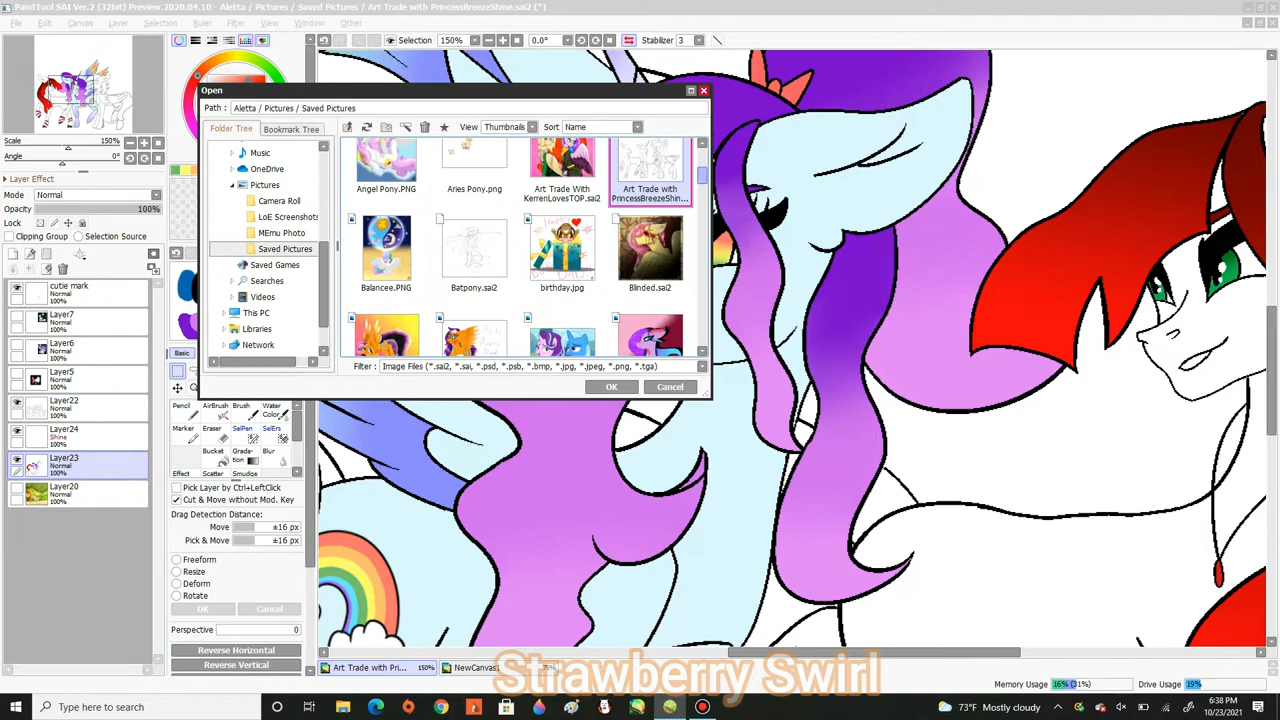 PaintTool SAI Ver.2 (32bit) Preview.2020.04.10 - Aletta / Pictures / Saved Pictures / Art Trade with PrincessBreezeShine.sai2 (*)
File Edit Canvas Layer Selection Ruler Filter View Window Other
Selection 150% 0.0° Stabilizer 3
Scale 150%
Angle 0°
Layer Effect
Mode Normal
Opacity 100%
Lock
Clipping Group Selection Source
cutie mark
Normal
100%
Layer7
Normal
100%
Layer6
Normal
100%
Layer5
Normal
100%
Layer22
Normal
100%
Layer24
Shine
100%
Layer23
Normal
100%
Layer20
Normal
100%
Open
Path : Aletta / Pictures / Saved Pictures
Folder Tree Bookmark Tree
View Thumbnails Sort Name
Music
OneDrive
Pictures
Camera Roll
LoE Screenshots
MEmu Photo
Saved Pictures
Saved Games
Searches
Videos
This PC
Libraries
Network
Angel Pony.PNG
Aries Pony.png
Art Trade With
KerrenLovesTOP.sai2
Art Trade with
PrincessBreezeShin...
Balancee.PNG
Batpony.sai2
birthday.jpg
Blinded.sai2
Filter : Image Files (*.sai2, *.sai, *.psd, *.psb, *.bmp, *.jpg, *.jpeg, *.png, *.tga)
OK Cancel
Basic
Pencil AirBrush Brush Water
Color
Marker Eraser SelPen SelErs
Bucket Grada-
tion Blur
Effect Scatter Smudge
Pick Layer by Ctrl+LeftClick
Cut & Move without Mod. Key
Drag Detection Distance:
Move ±16 px
Pick & Move ±16 px
Freeform
Resize
Deform
Rotate
OK Cancel
Perspective 0
Reverse Horizontal
Reverse Vertical
Art Trade with Pri... 150% NewCanvas1
Strawberry Swirl
Memory Usage 16% (31%) Drive Usage 19%
Type here to search
73°F Mostly cloudy
6:38 PM
10/23/2021